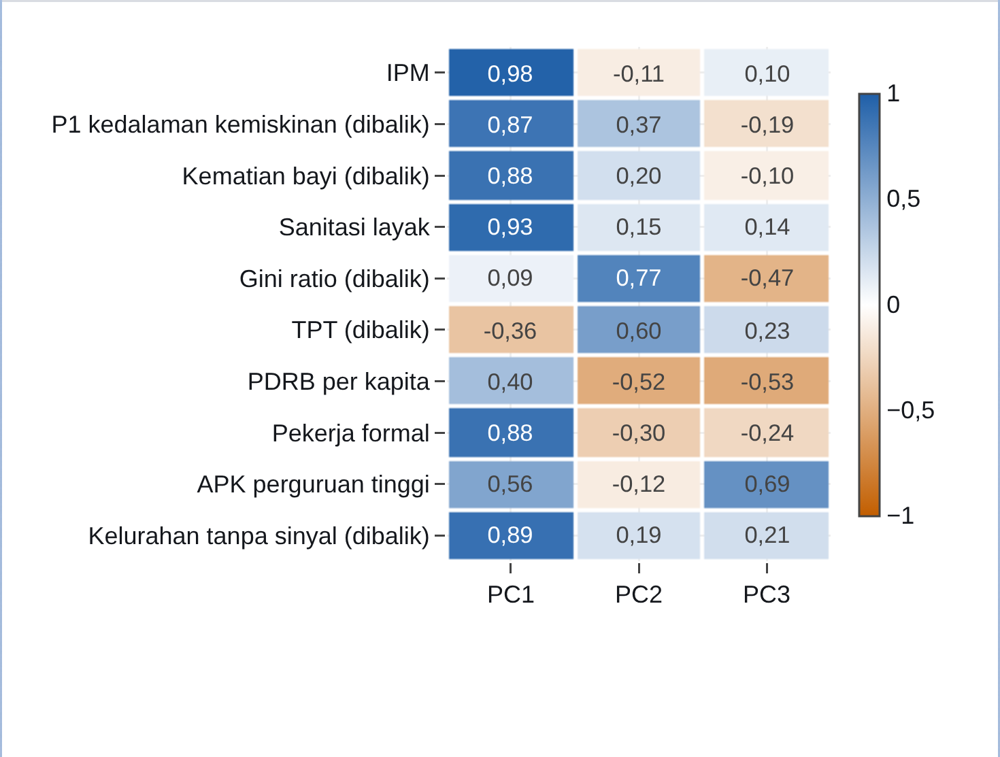 IPM 0,98 -0,11 0,10
P1 kedalaman kemiskinan (dibalik) 0,87 0,37 -0,19
Kematian bayi (dibalik) 0,88 0,20 -0,10
Sanitasi layak 0,93 0,15 0,14
Gini ratio (dibalik) 0,09 0,77 -0,47
TPT (dibalik) -0,36 0,60 0,23
PDRB per kapita 0,40 -0,52 -0,53
Pekerja formal 0,88 -0,30 -0,24
APK perguruan tinggi 0,56 -0,12 0,69
Kelurahan tanpa sinyal (dibalik) 0,89 0,19 0,21
PC1 PC2 PC3
1
0,5
0
−0,5
−1